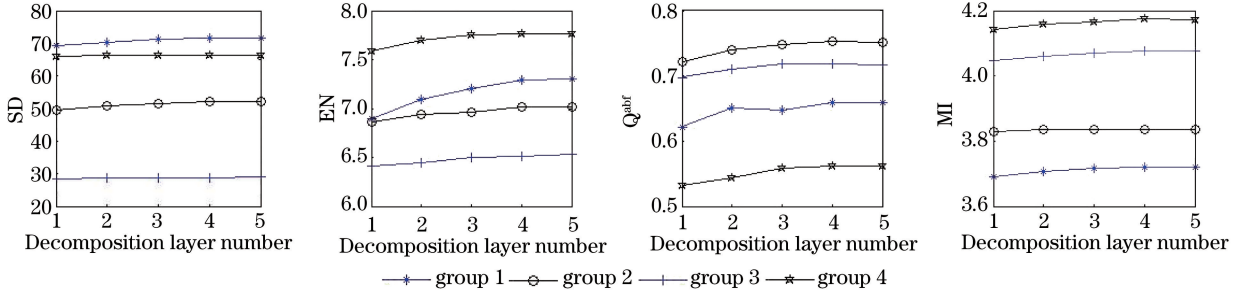 80
70
60
50
40
30
20
SD
1 2 3 4 5
Decomposition layer number
8.0
7.5
7.0
6.5
6.0
EN
1 2 3 4 5
Decomposition layer number
0.8
0.7
0.6
0.5
Qabf
1 2 3 4 5
Decomposition layer number
4.2
4.0
3.8
3.6
MI
1 2 3 4 5
Decomposition layer number
group 1 group 2 group 3 group 4